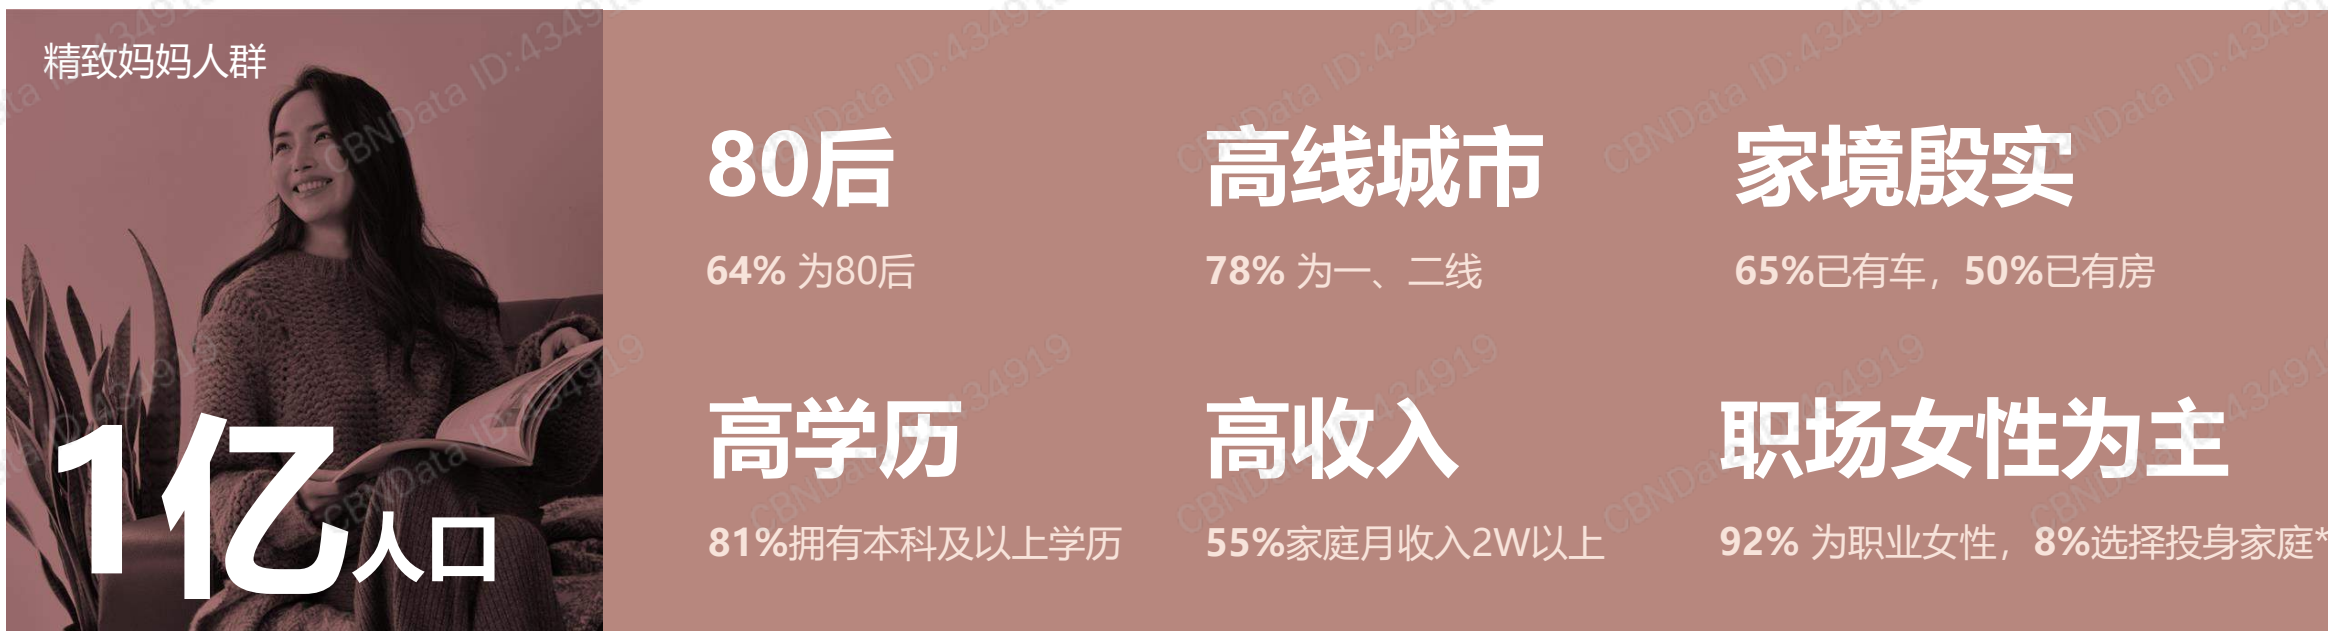 精致妈妈人群
1亿人口
80后
64% 为80后
高线城市
78% 为一、二线
家境殷实
65%已有车，50%已有房
高学历
81%拥有本科及以上学历
高收入
55%家庭月收入2W以上
职场女性为主
92% 为职业女性，8%选择投身家庭*
CBNData ID:434919